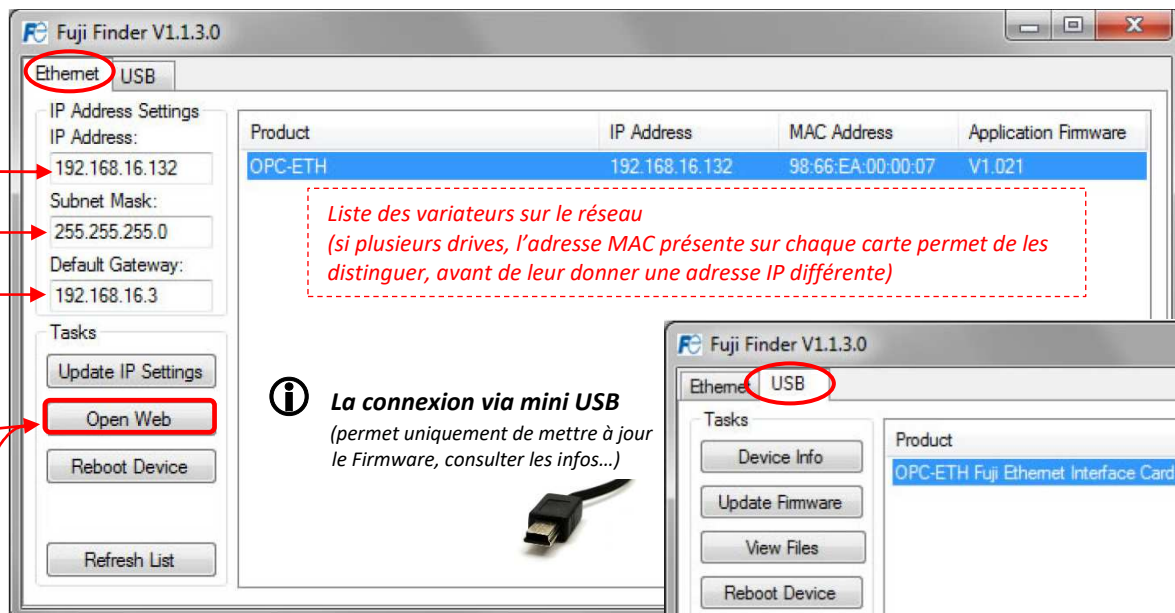 Fuji Finder V1.1.3.0
Ethernet USB
IP Address Settings
IP Address:
192.168.16.132
Subnet Mask:
255.255.255.0
Default Gateway:
192.168.16.3
Tasks
Update IP Settings
Open Web
Reboot Device
Refresh List
Product IP Address MAC Address Application Firmware
OPC-ETH 192.168.16.132 98:66:EA:00:00:07 V1.021
Liste des variateurs sur le réseau
(si plusieurs drives, l’adresse MAC présente sur chaque carte permet de les
distinguer, avant de leur donner une adresse IP différente)
La connexion via mini USB
(permet uniquement de mettre à jour
le Firmware, consulter les infos…)
Fuji Finder V1.1.3.0
Ethernet USB
Tasks
Device Info
Update Firmware
View Files
Reboot Device
Product
OPC-ETH Fuji Ethernet Interface Card